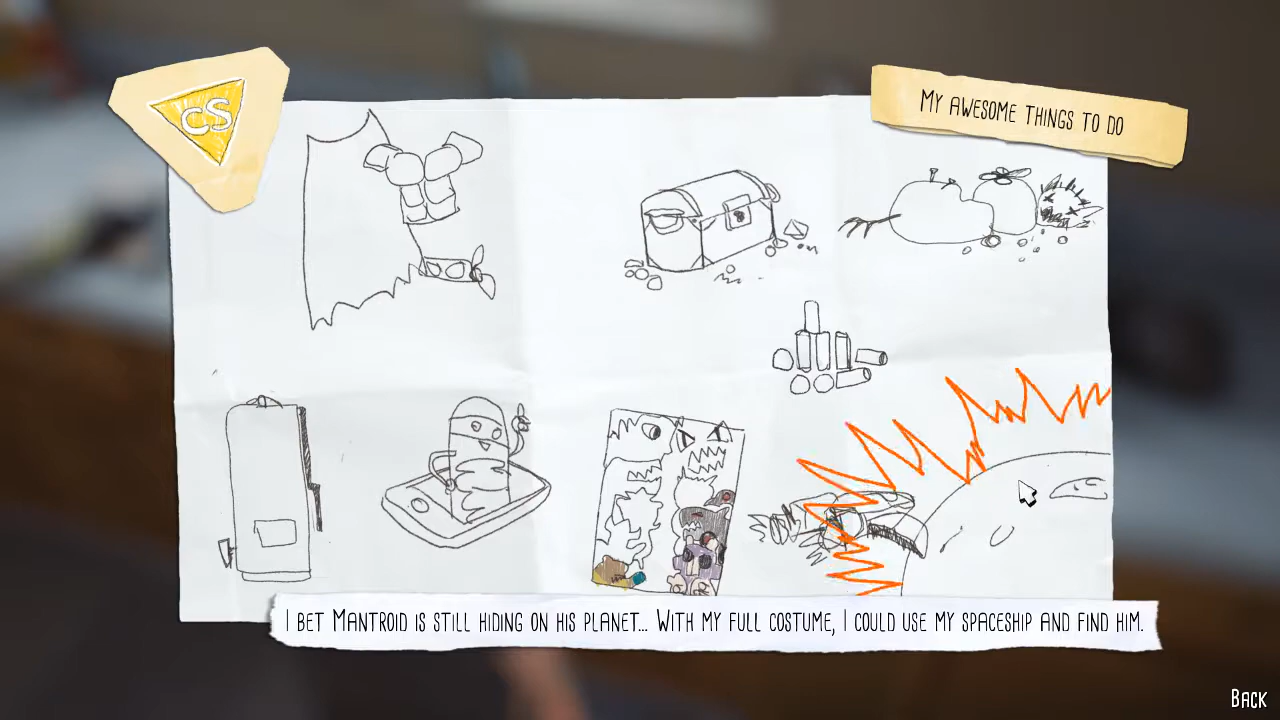 CS
My awesome things to do
I bet Mantroid is still hiding on his planet... With my full costume, I could use my spaceship and find him.
Back